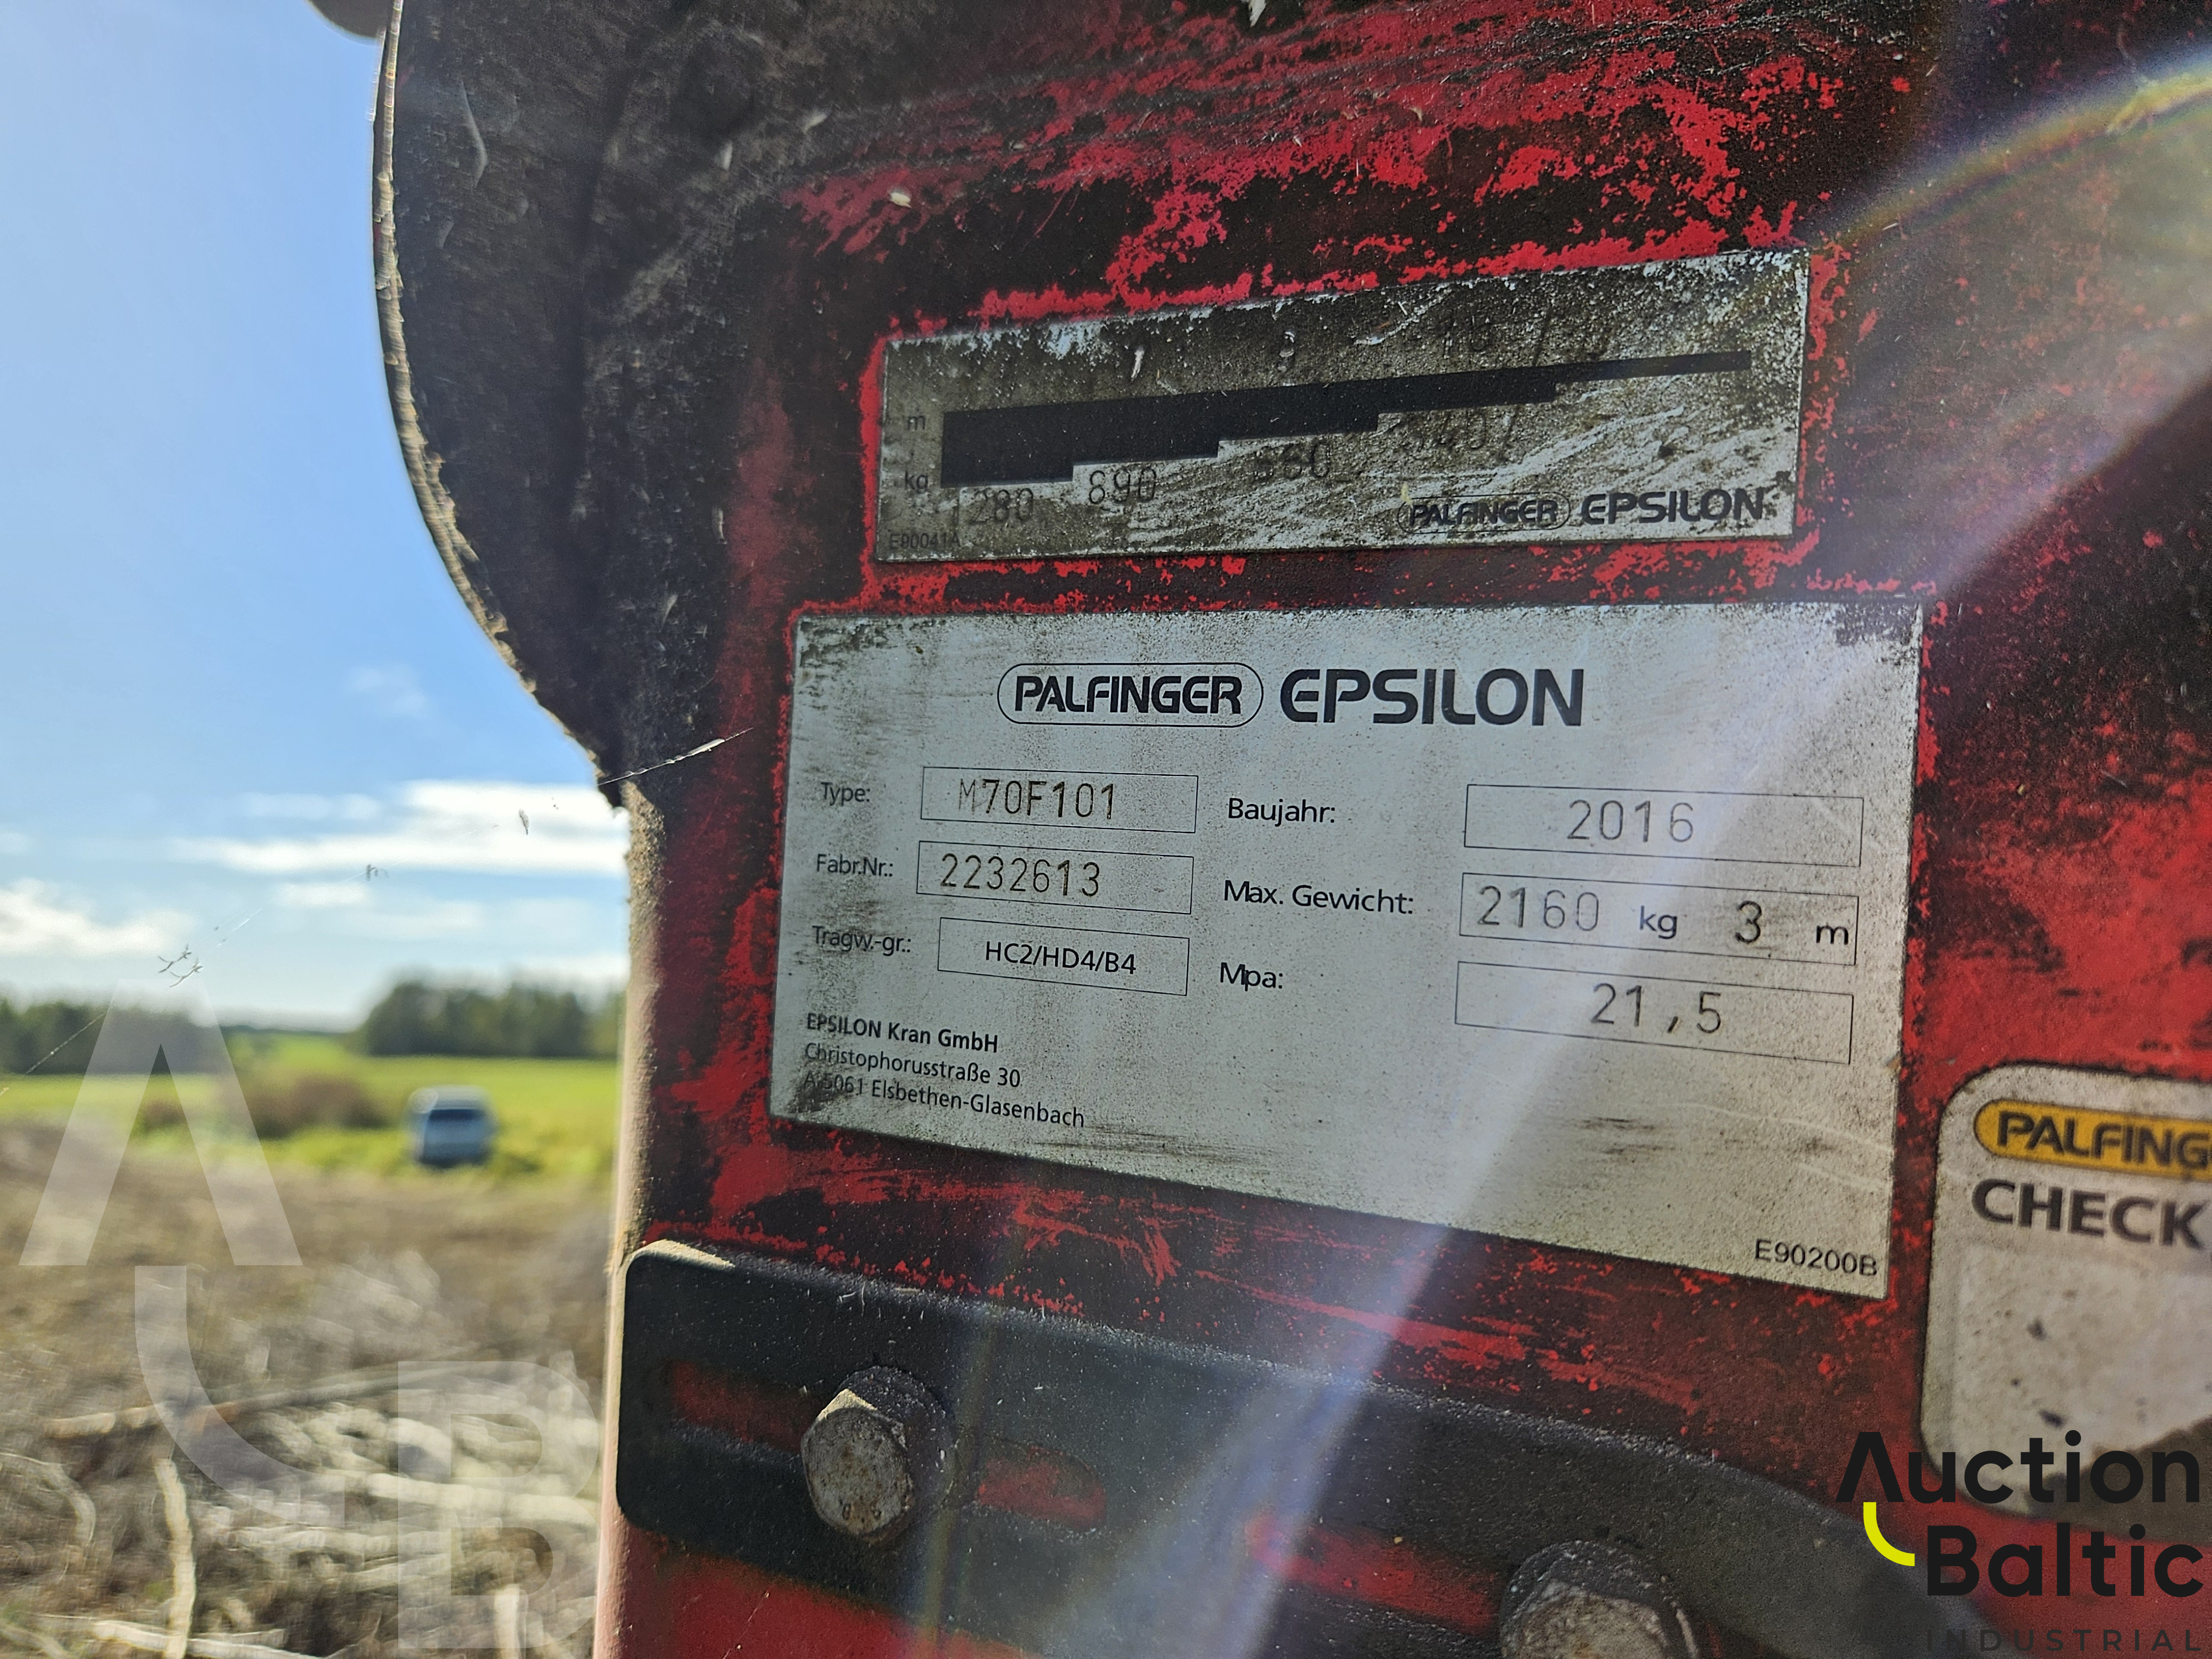 m
kg
1280 890 560
PALFINGER EPSILON
E90041A
PALFINGER EPSILON
Type: M70F101 Baujahr: 2016
Fabr.Nr.: 2232613 Max. Gewicht: 2160 kg 3 m
Tragw.-gr.: HC2/HD4/B4 Mpa: 21,5
EPSILON Kran GmbH
Christophorusstraße 30
A-5061 Elsbethen-Glasenbach
E90200B
PALFING
CHECK
Auction
Baltic
INDUSTRIAL